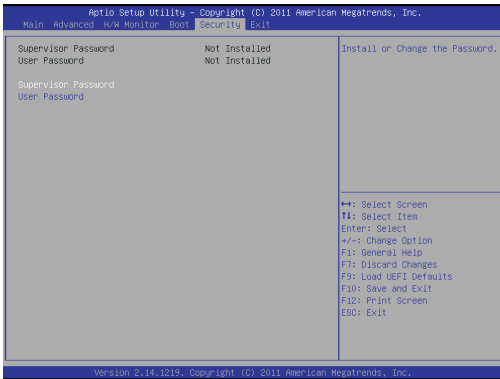 Aptio Setup Utility – Copyright (C) 2011 American Megatrends, Inc.
Main Advanced H/W Monitor Boot Security Exit
Supervisor Password Not Installed
User Password Not Installed
Supervisor Password
User Password
Install or Change the Password.
↔: Select Screen
↑↓: Select Item
Enter: Select
+/-: Change Option
F1: General Help
F7: Discard Changes
F9: Load UEFI Defaults
F10: Save and Exit
F12: Print Screen
ESC: Exit
Version 2.14.1219. Copyright (C) 2011 American Megatrends, Inc.